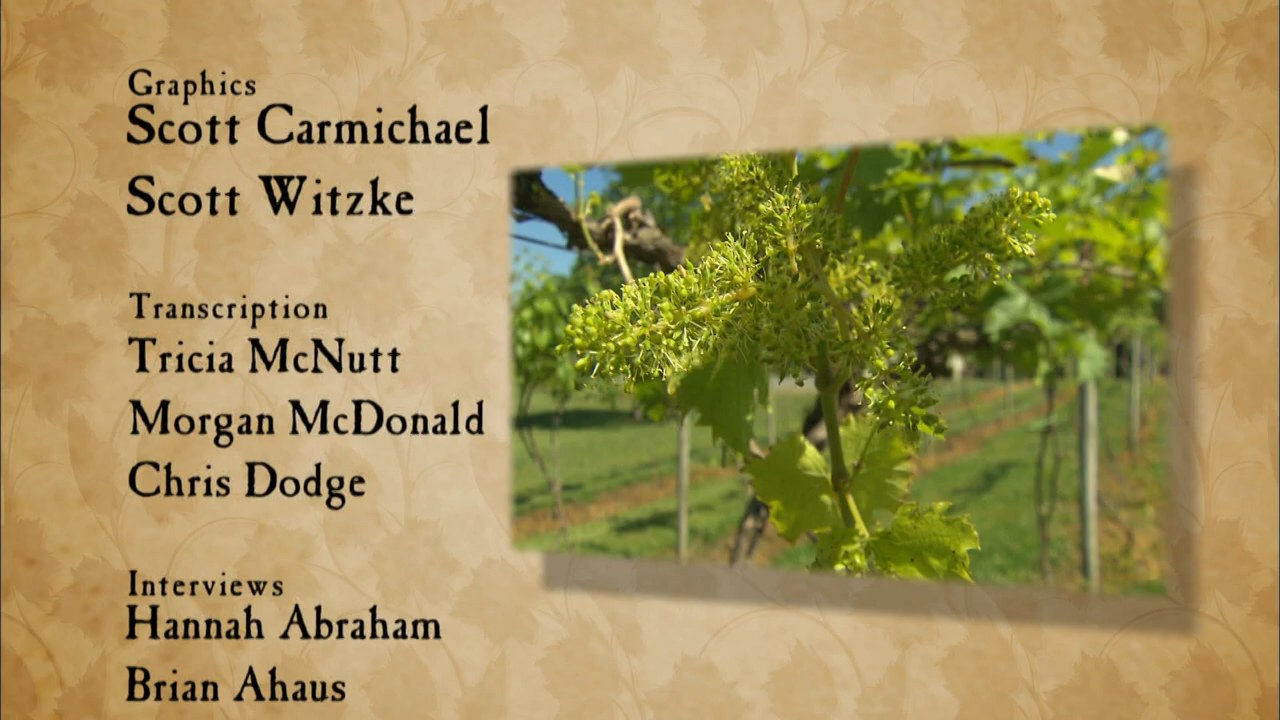 Graphics
Scott Carmichael
Scott Witzke
Transcription
Tricia McNutt
Morgan McDonald
Chris Dodge
Interviews
Hannah Abraham
Brian Ahaus